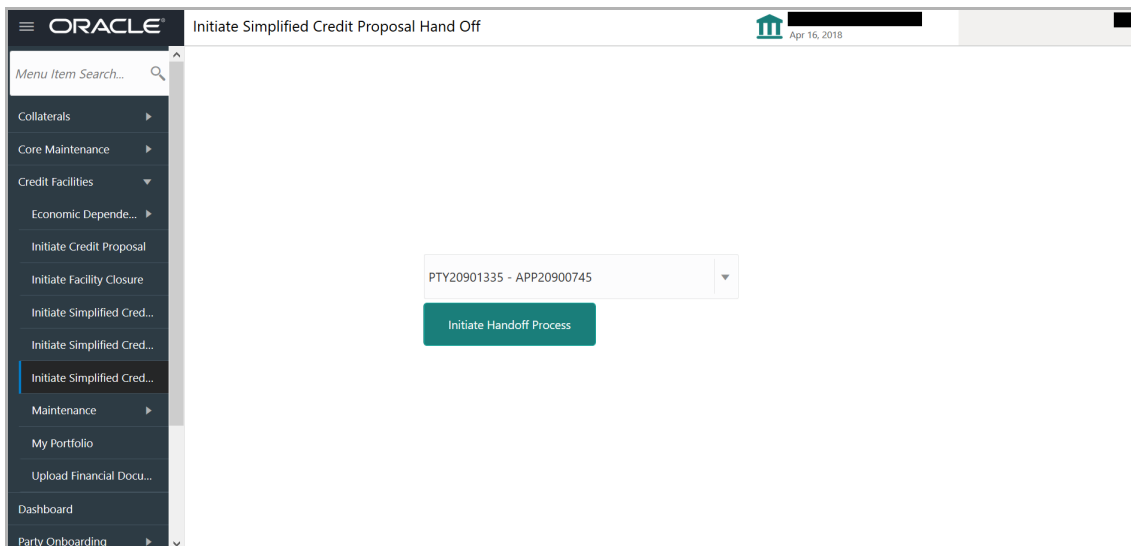 ORACLE®
Initiate Simplified Credit Proposal Hand Off
Apr 16, 2018
Menu Item Search...
Collaterals
Core Maintenance
Credit Facilities
Economic Depende...
Initiate Credit Proposal
Initiate Facility Closure
Initiate Simplified Cred...
Initiate Simplified Cred...
Initiate Simplified Cred...
Maintenance
My Portfolio
Upload Financial Docu...
Dashboard
Party Onboarding
PTY20901335 - APP20900745
Initiate Handoff Process